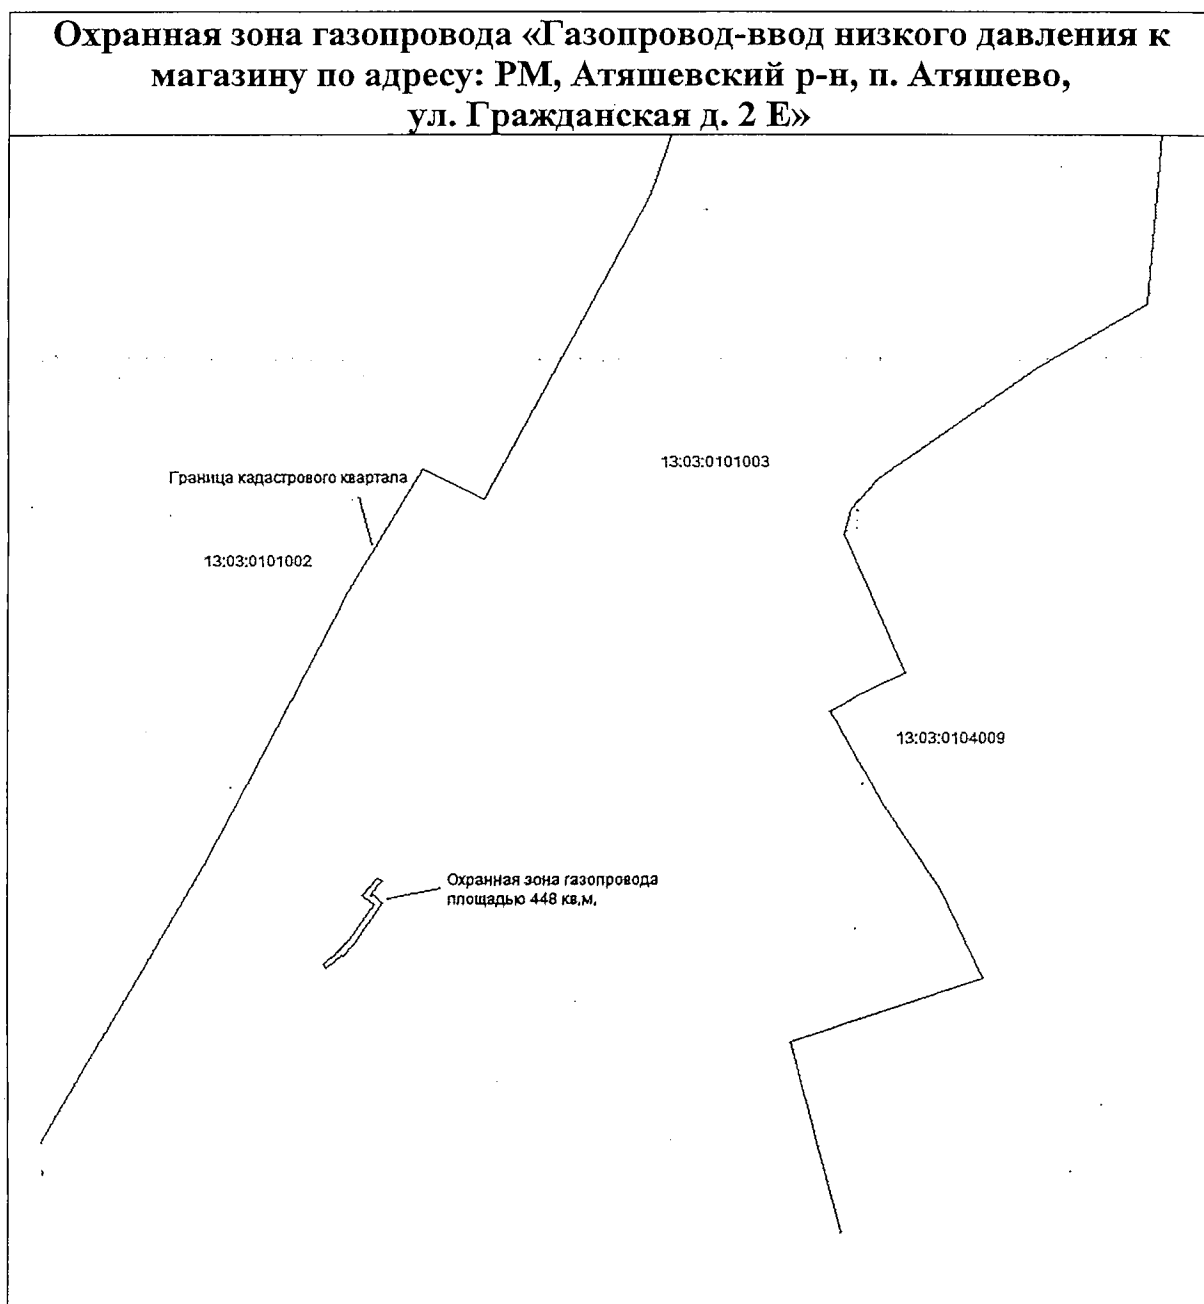 Охранная зона газопровода «Газопровод-ввод низкого давления к
магазину по адресу: РМ, Атяшевский р-н, п. Атяшево,
ул. Гражданская д. 2 Е»
13:03:0101003
Граница кадастрового квартала
13:03:0101002
13:03:0104009
Охранная зона газопровода
площадью 448 кв.м.